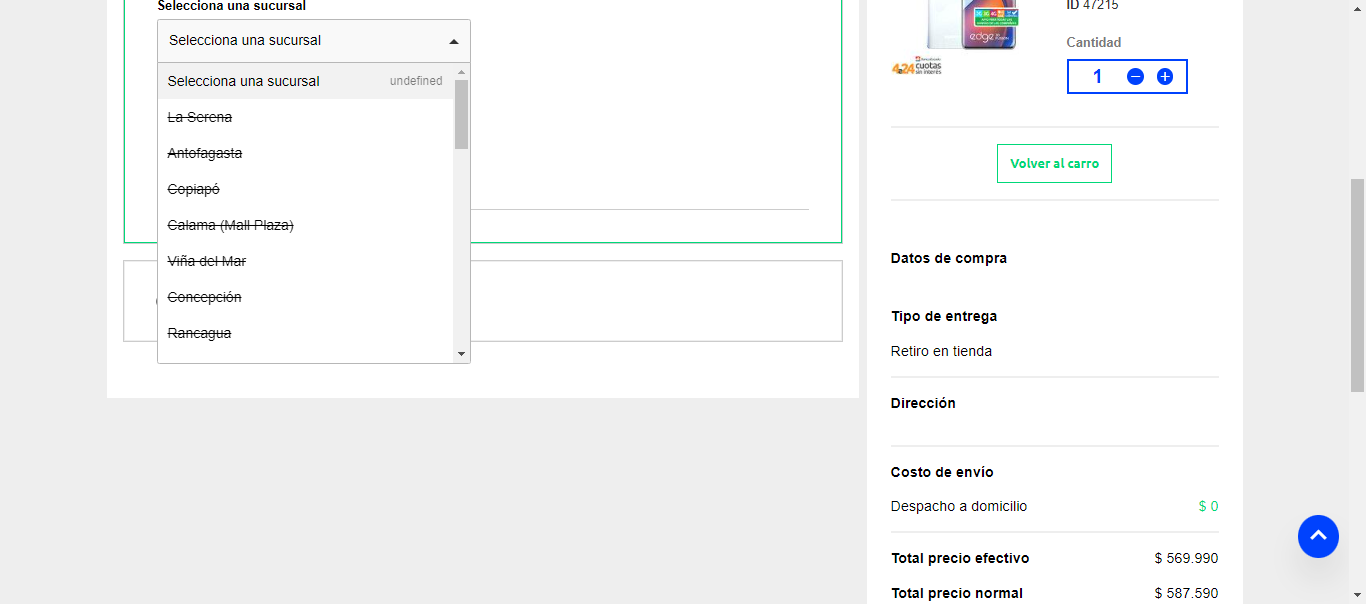 Selecciona una sucursal
Selecciona una sucursal
Selecciona una sucursal undefined
La Serena
Antofagasta
Copiapó
Calama (Mall Plaza)
Viña del Mar
Concepción
Rancagua
edge
4a24 cuotas
sin interés
ID 47215
Cantidad
1
Volver al carro
Datos de compra
Tipo de entrega
Retiro en tienda
Dirección
Costo de envío
Despacho a domicilio $ 0
Total precio efectivo $ 569.990
Total precio normal $ 587.590